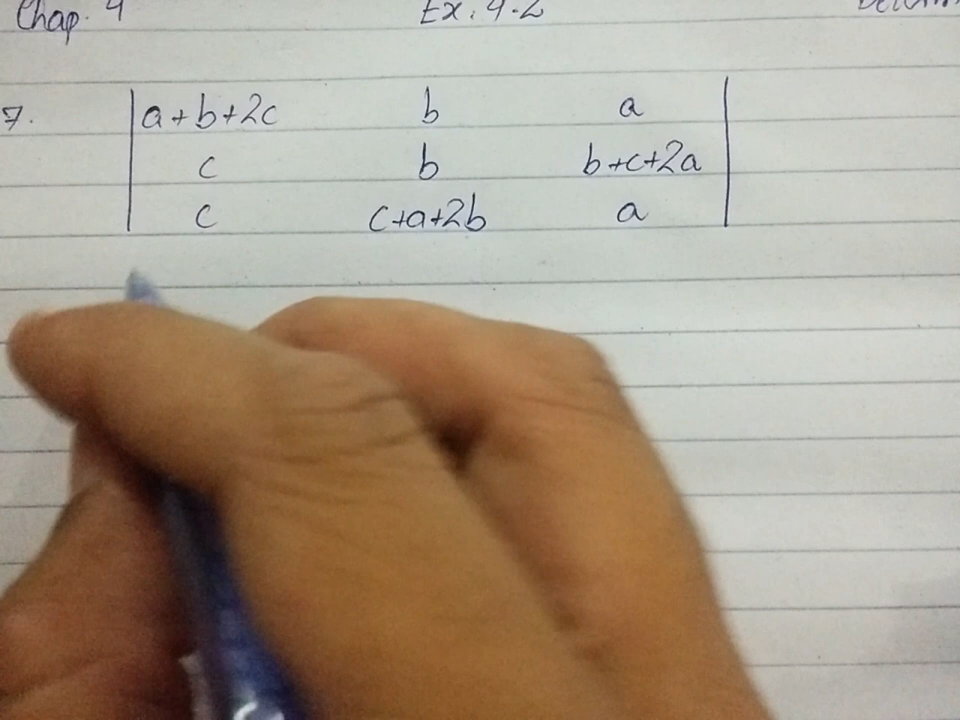 Chap. 4 Ex. 4.2
7. a+b+2c b a
c b b+c+2a
c c+a+2b a